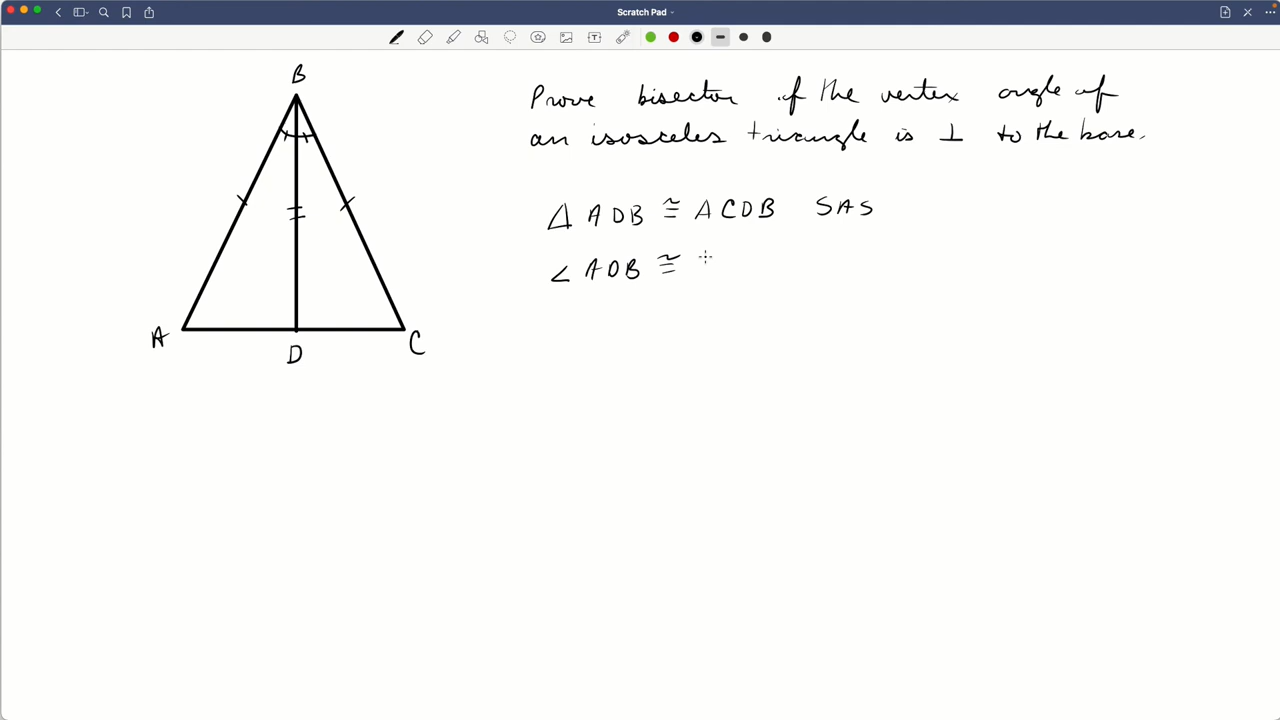 Scratch Pad
B
A
D
C
Prove bisector of the vertex angle of
an isosceles triangle is ⊥ to the base.
△ ADB ≅ △ CDB SAS
∠ ADB ≅